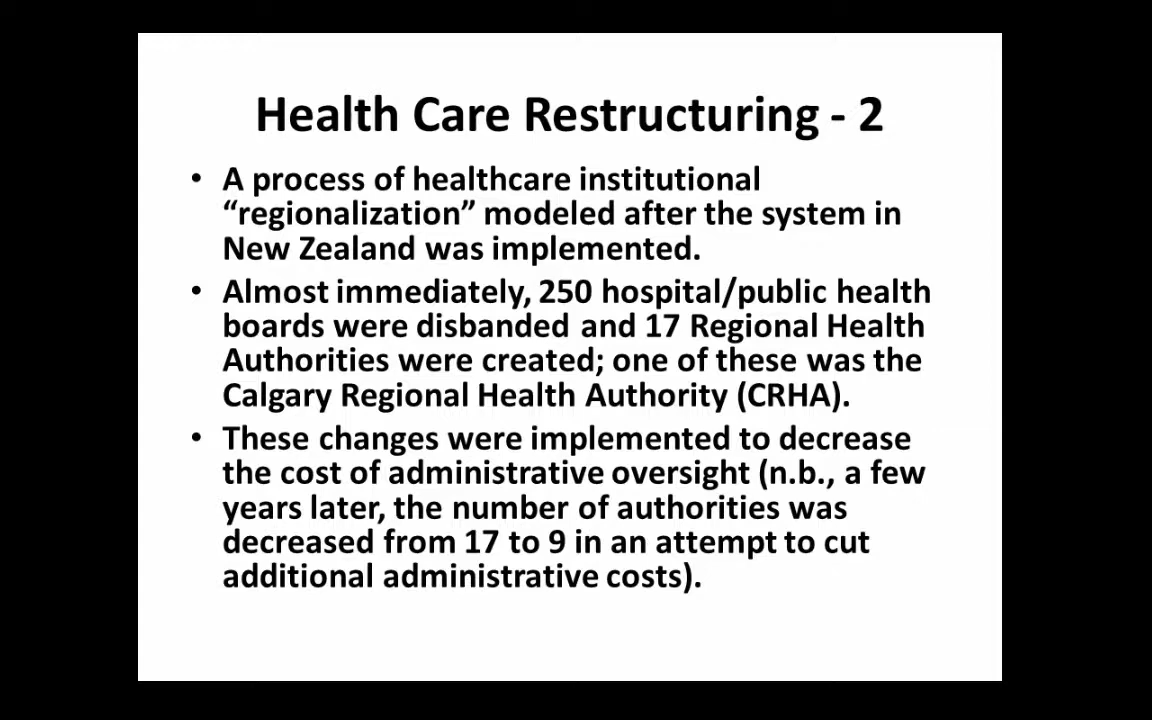 Health Care Restructuring - 2
• A process of healthcare institutional
“regionalization” modeled after the system in
New Zealand was implemented.
• Almost immediately, 250 hospital/public health
boards were disbanded and 17 Regional Health
Authorities were created; one of these was the
Calgary Regional Health Authority (CRHA).
• These changes were implemented to decrease
the cost of administrative oversight (n.b., a few
years later, the number of authorities was
decreased from 17 to 9 in an attempt to cut
additional administrative costs).